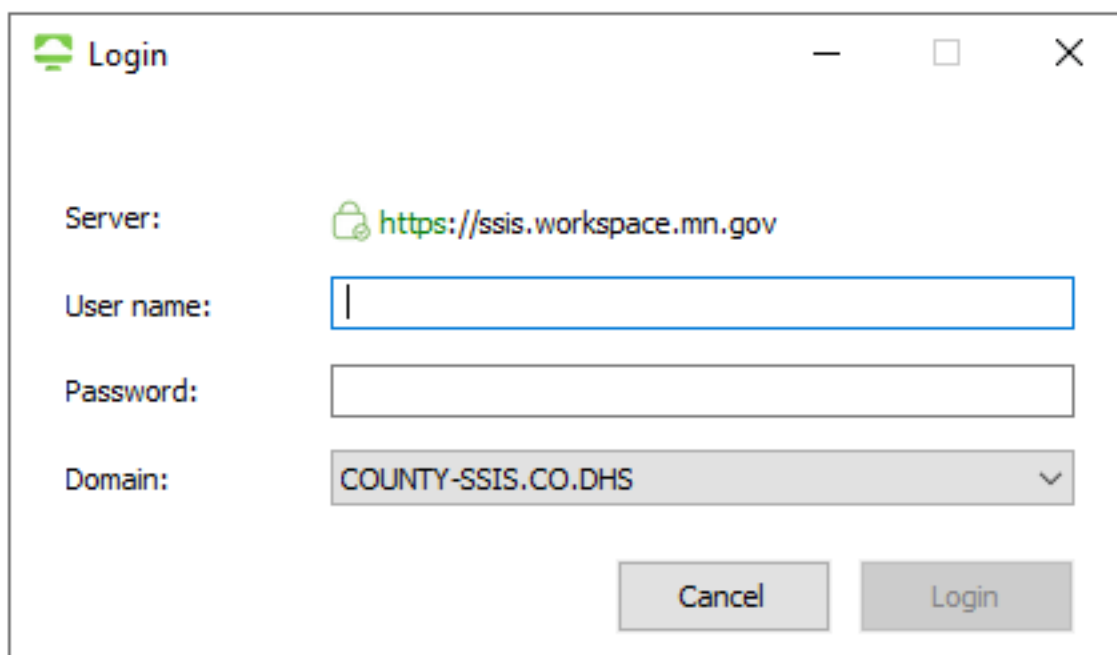 Login
Server: https://ssis.workspace.mn.gov
User name:
Password:
Domain: COUNTY-SSIS.CO.DHS
Cancel Login